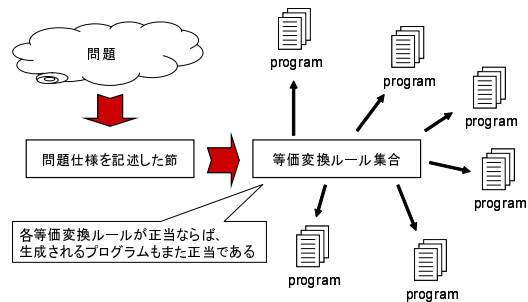 問題
問題仕様を記述した節
等価変換ルール集合
各等価変換ルールが正当ならば、
生成されるプログラムもまた正当である
program
program
program
program
program
program